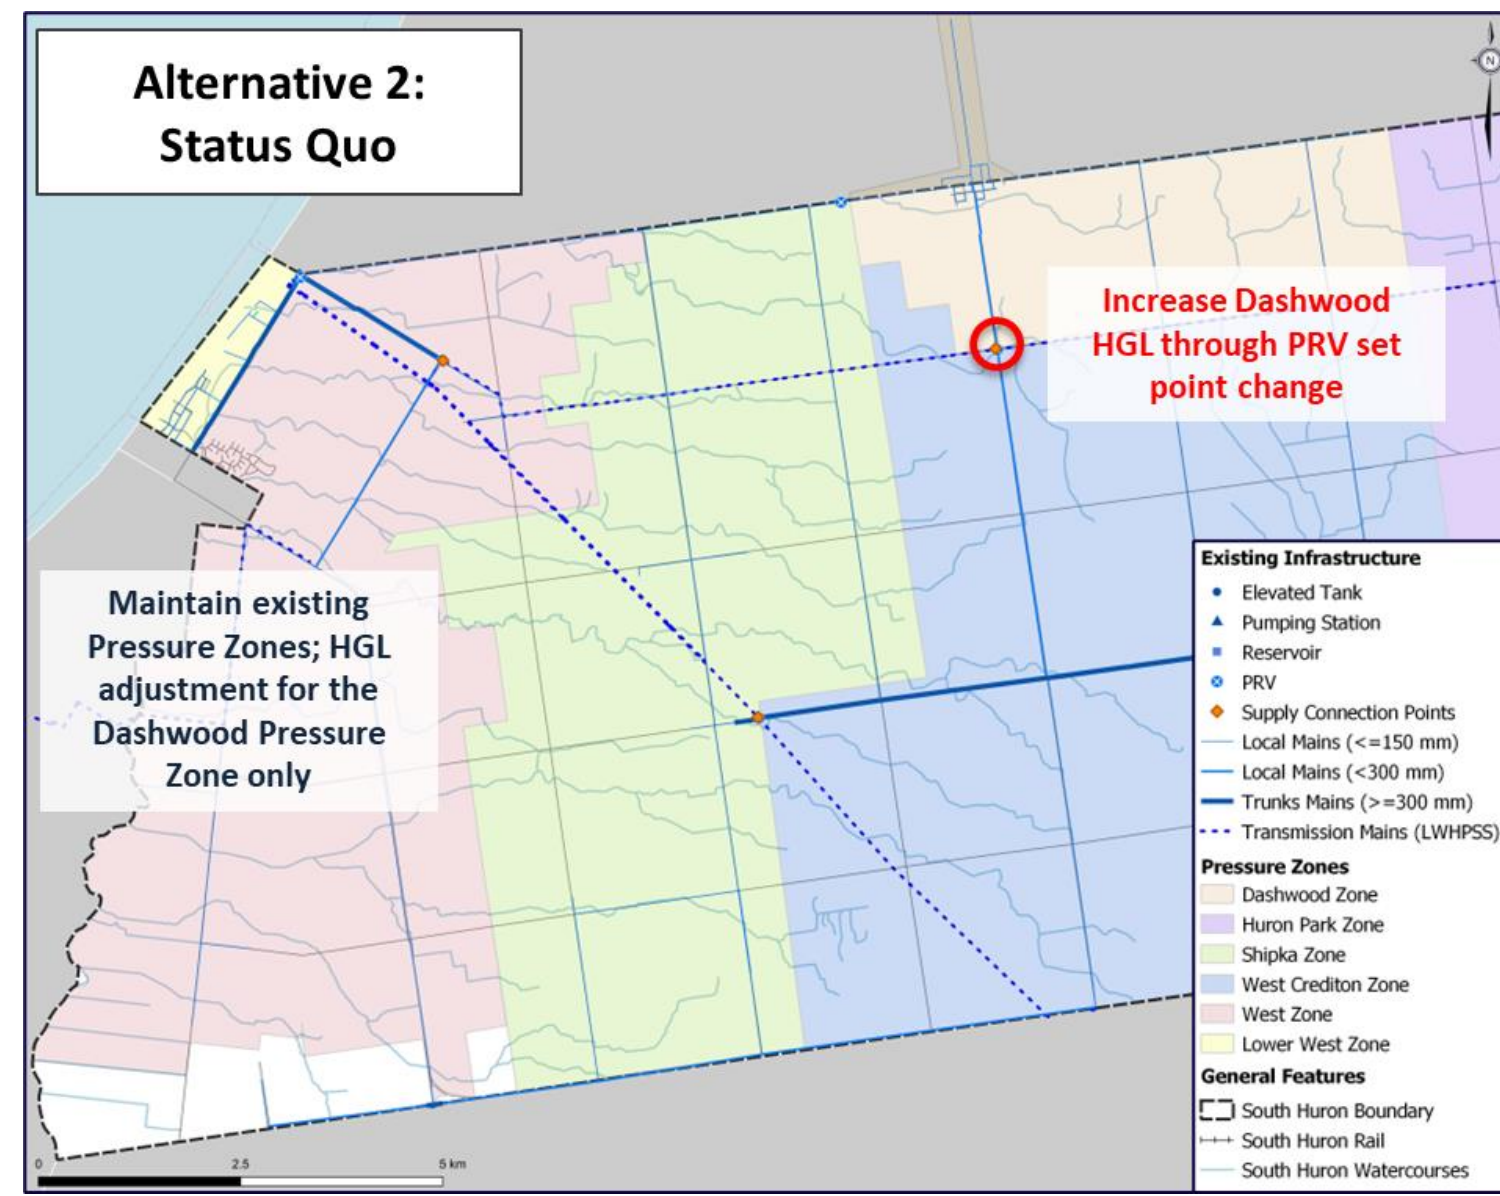 Alternative 2:
Status Quo
N
Increase Dashwood
HGL through PRV set
point change
Maintain existing
Pressure Zones; HGL
adjustment for the
Dashwood Pressure
Zone only
Existing Infrastructure
Elevated Tank
Pumping Station
Reservoir
PRV
Supply Connection Points
Local Mains (<=150 mm)
Local Mains (<300 mm)
Trunks Mains (>=300 mm)
Transmission Mains (LWHPSS)
Pressure Zones
Dashwood Zone
Huron Park Zone
Shipka Zone
West Crediton Zone
West Zone
Lower West Zone
General Features
South Huron Boundary
South Huron Rail
South Huron Watercourses
0 2.5 5 km